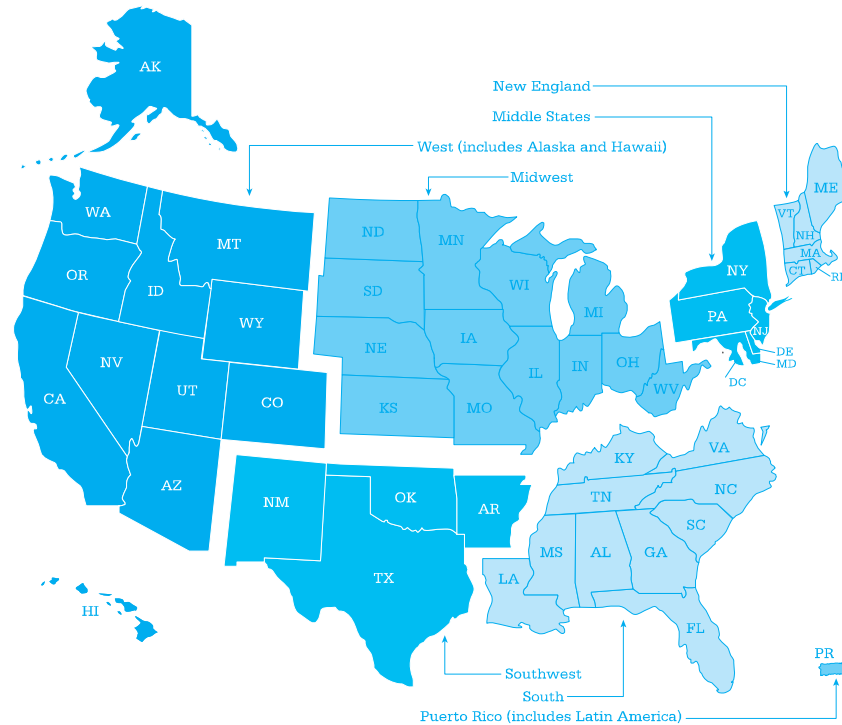 AK
New England
Middle States
West (includes Alaska and Hawaii)
Midwest
ME
VT
NH
MA
CT
RI
WA
MT
ND
MN
OR
ID
SD
WI
MI
NY
WY
PA
NJ
NV
UT
NE
IA
IL
IN
OH
WV
DE
MD
DC
CA
CO
KS
MO
AZ
NM
OK
AR
KY
VA
TN
NC
SC
TX
LA
MS
AL
GA
FL
HI
PR
Southwest
South
Puerto Rico (includes Latin America)